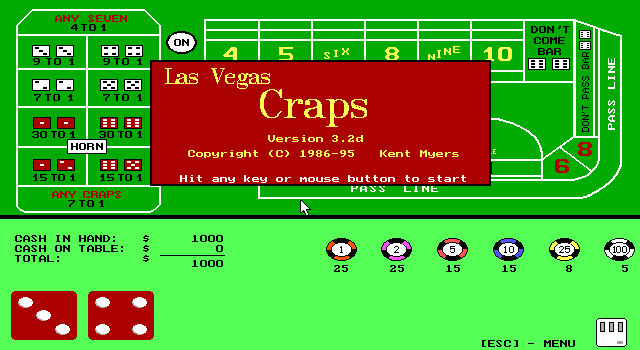 ANY SEVEN
4 TO 1
9 TO 1
9 TO 1
7 TO 1
7 TO 1
30 TO 1
30 TO 1
HORN
15 TO 1
15 TO 1
ANY CRAPS
7 TO 1
ON
4 5 SIX 8 NINE 10
DON'T
COME
BAR
DON'T PASS BAR
PASS LINE
8
6
PASS LINE
Las Vegas
Craps
Version 3.2d
Copyright (C) 1986-95 Kent Myers
Hit any key or mouse button to start
CASH IN HAND: $ 1000
CASH ON TABLE: $ 0
TOTAL: $ 1000
1 2 5 10 25 100
25 25 15 15 8 5
[ESC] - MENU